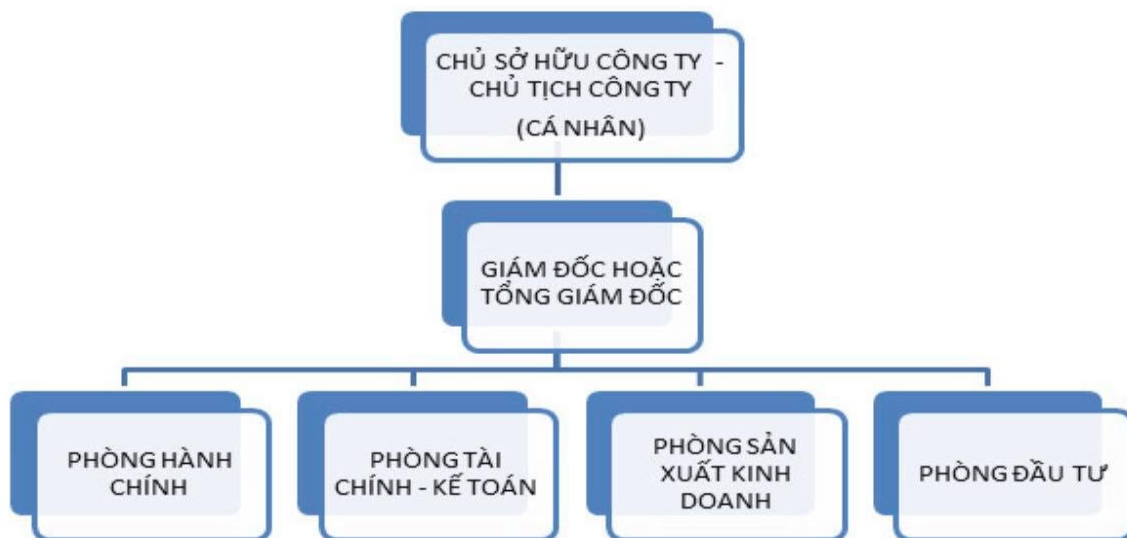 CHỦ SỞ HỮU CÔNG TY -
CHỦ TỊCH CÔNG TY
(CÁ NHÂN)
GIÁM ĐỐC HOẶC
TỔNG GIÁM ĐỐC
PHÒNG HÀNH
CHÍNH
PHÒNG TÀI
CHÍNH - KẾ TOÁN
PHÒNG SẢN
XUẤT KINH
DOANH
PHÒNG ĐẦU TƯ